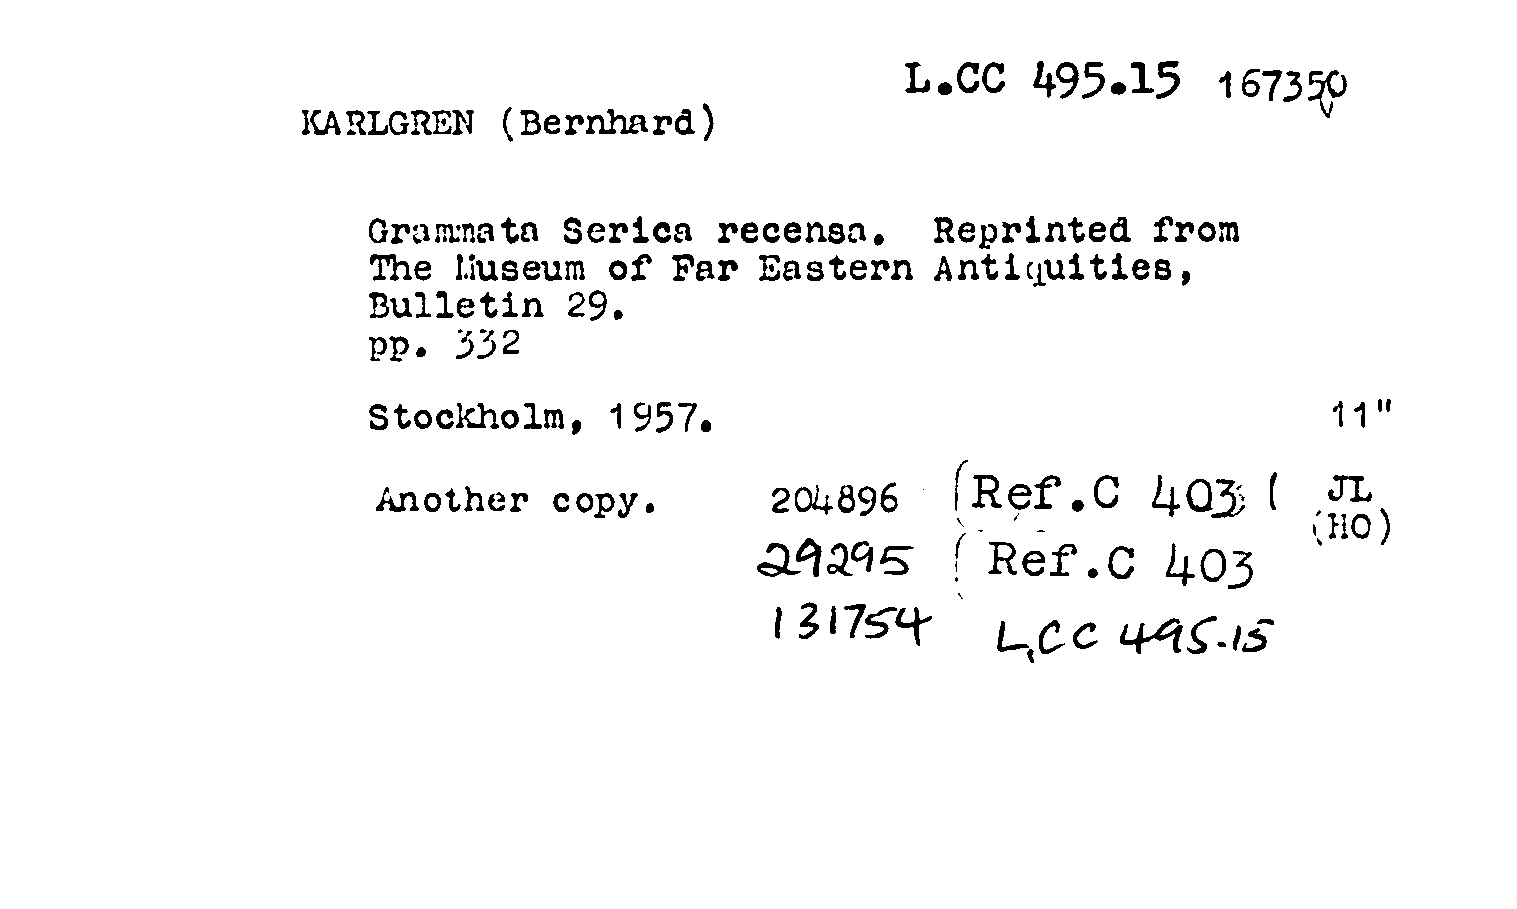 L.CC 495.15 167350
KARLGREN (Bernhard)
Grammata Serica recensa. Reprinted from
The Museum of Far Eastern Antiquities,
Bulletin 29.
pp. 332
Stockholm, 1957. 11"
Another copy. 204896 (Ref.C 403 ( JL
(HO)
29295 ( Ref.C 403
131754 L.CC 495.15